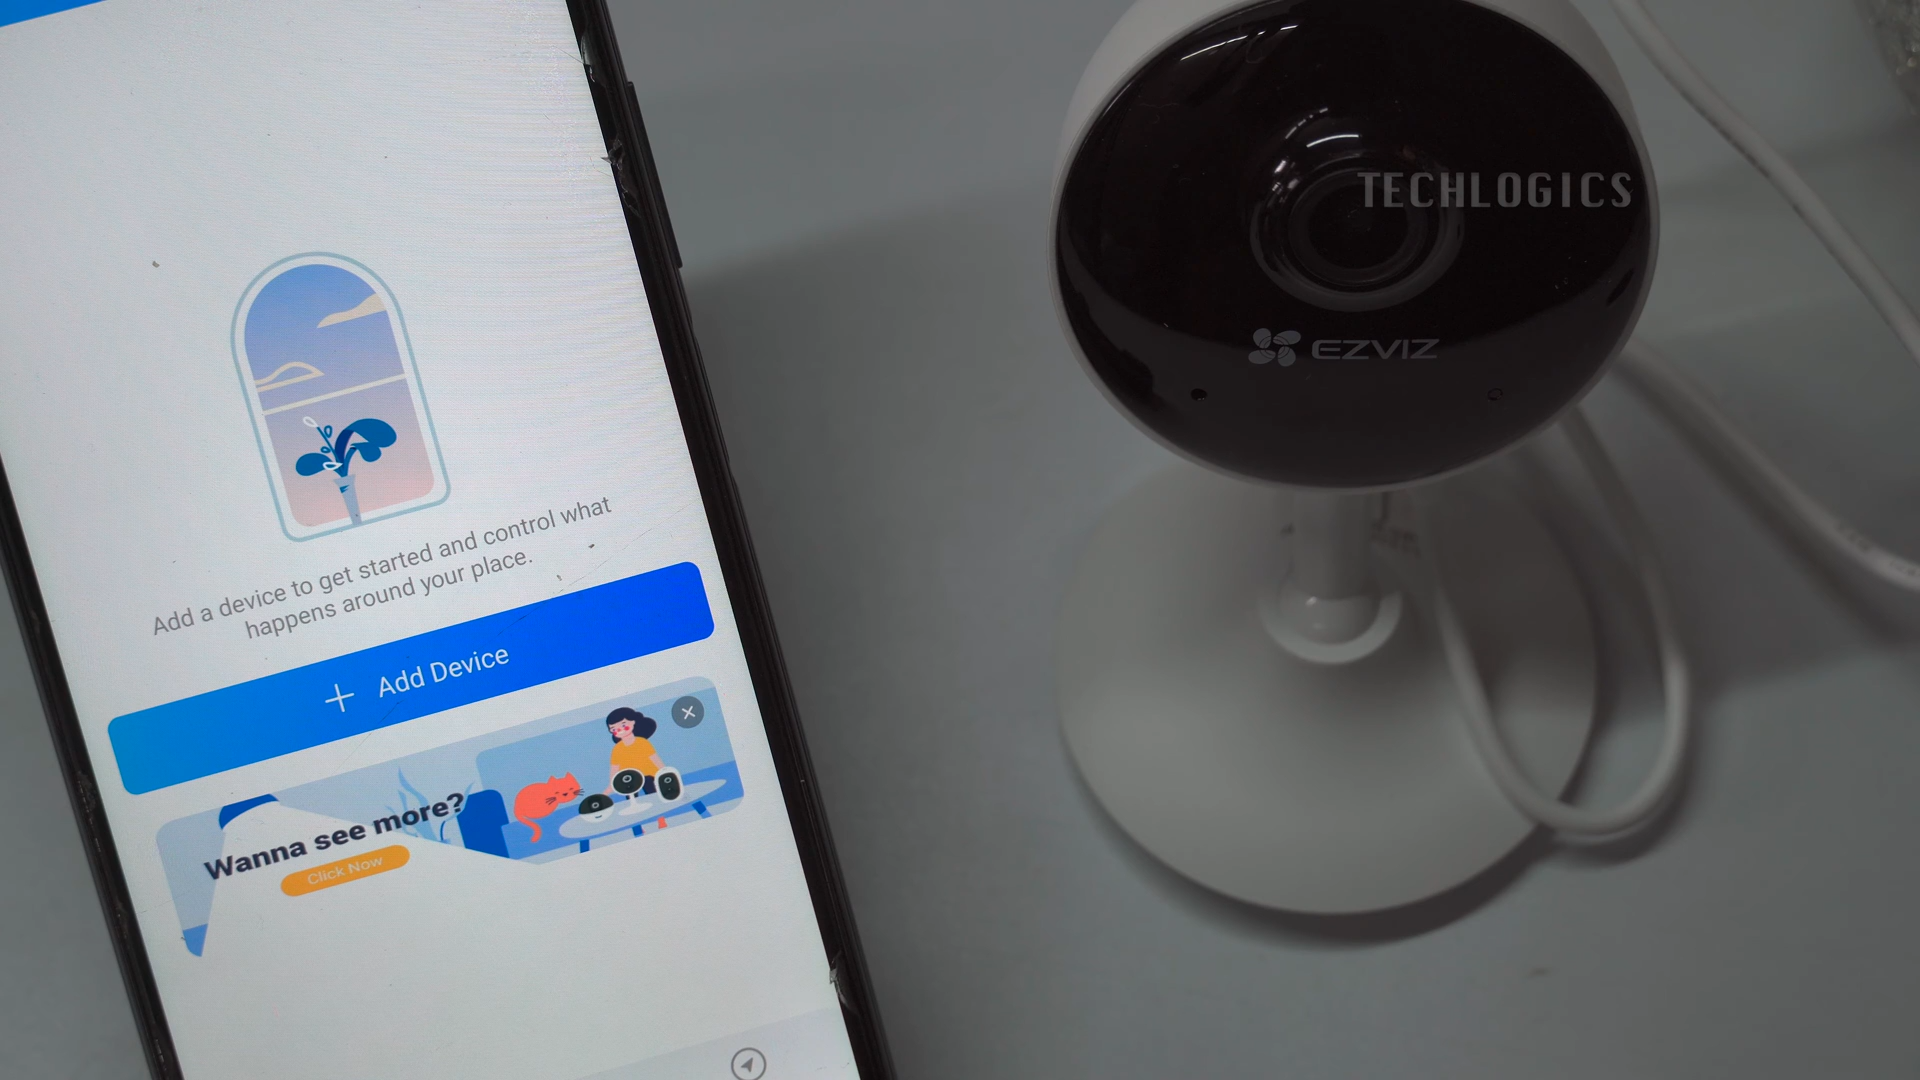 Add a device to get started and control what
happens around your place.
+ Add Device
Wanna see more?
Click Now
TECHLOGICS
EZVIZ